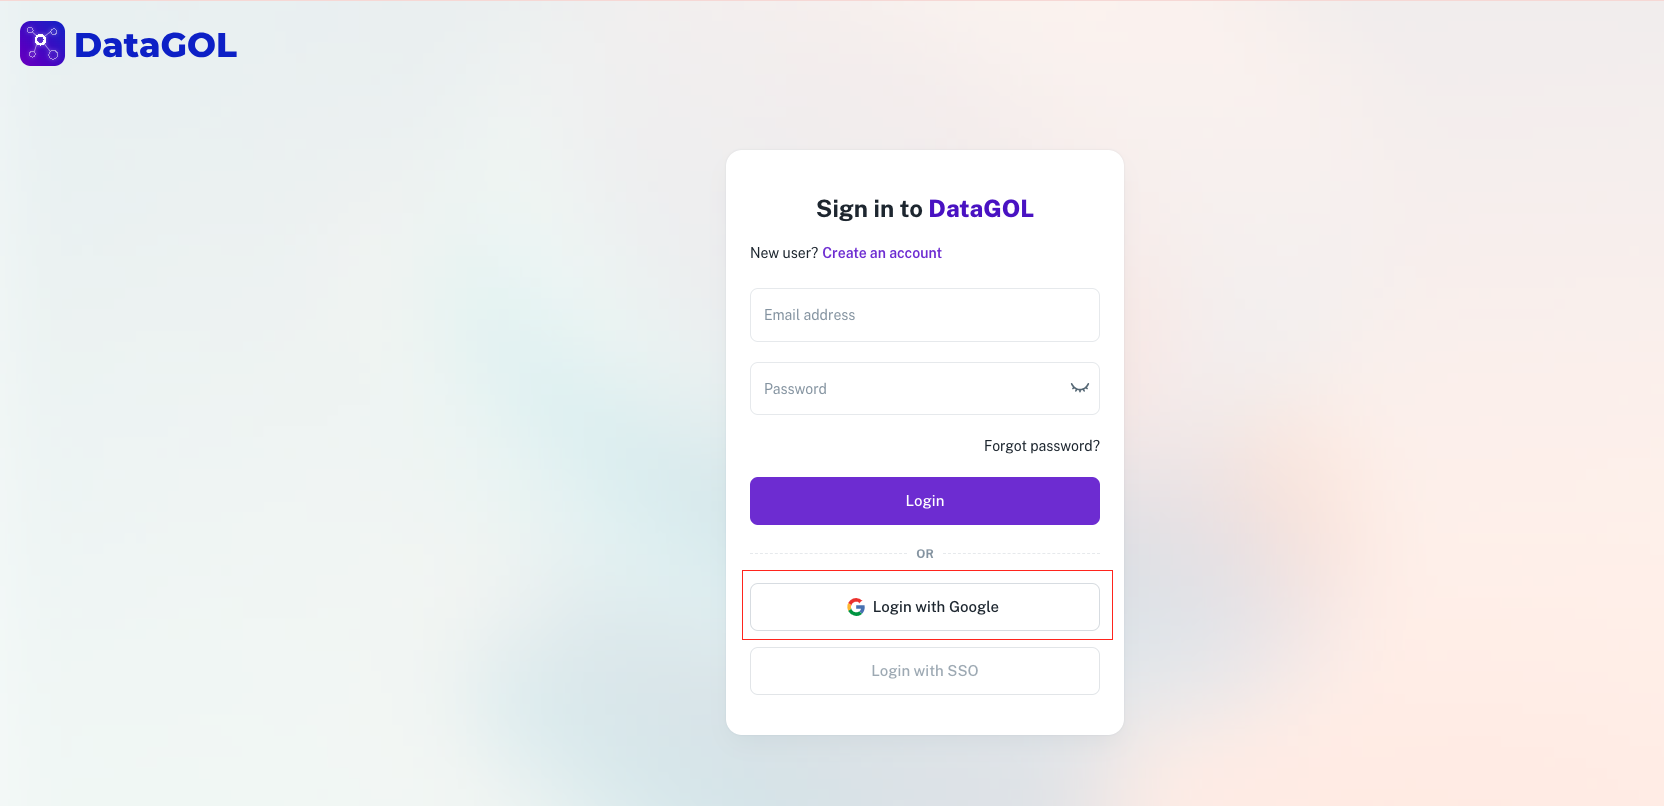 DataGOL
Sign in to DataGOL
New user? Create an account
Email address
Password
Forgot password?
Login
OR
Login with Google
Login with SSO